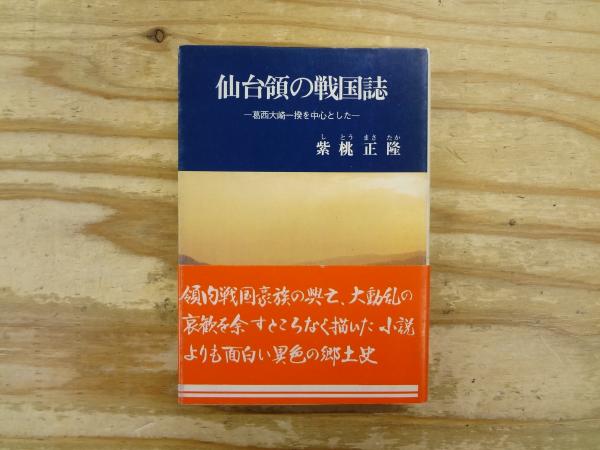 仙台領の戦国誌
―葛西大崎一揆を中心とした―
し とう まさ たか
紫桃正隆
領内戦国豪族の興亡、大動乱の
哀歓を余すところなく描いた小説
よりも面白い異色の郷土史